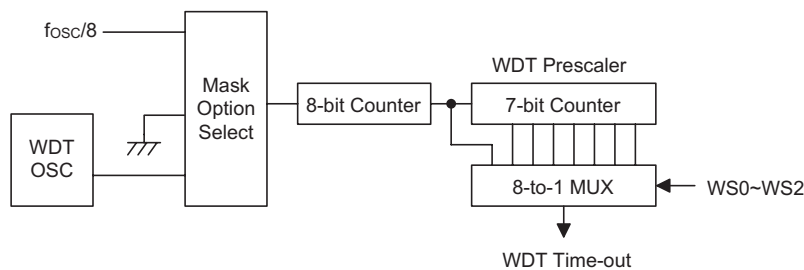 fOSC/8
WDT
OSC
Mask
Option
Select
8-bit Counter
WDT Prescaler
7-bit Counter
8-to-1 MUX
WS0~WS2
WDT Time-out